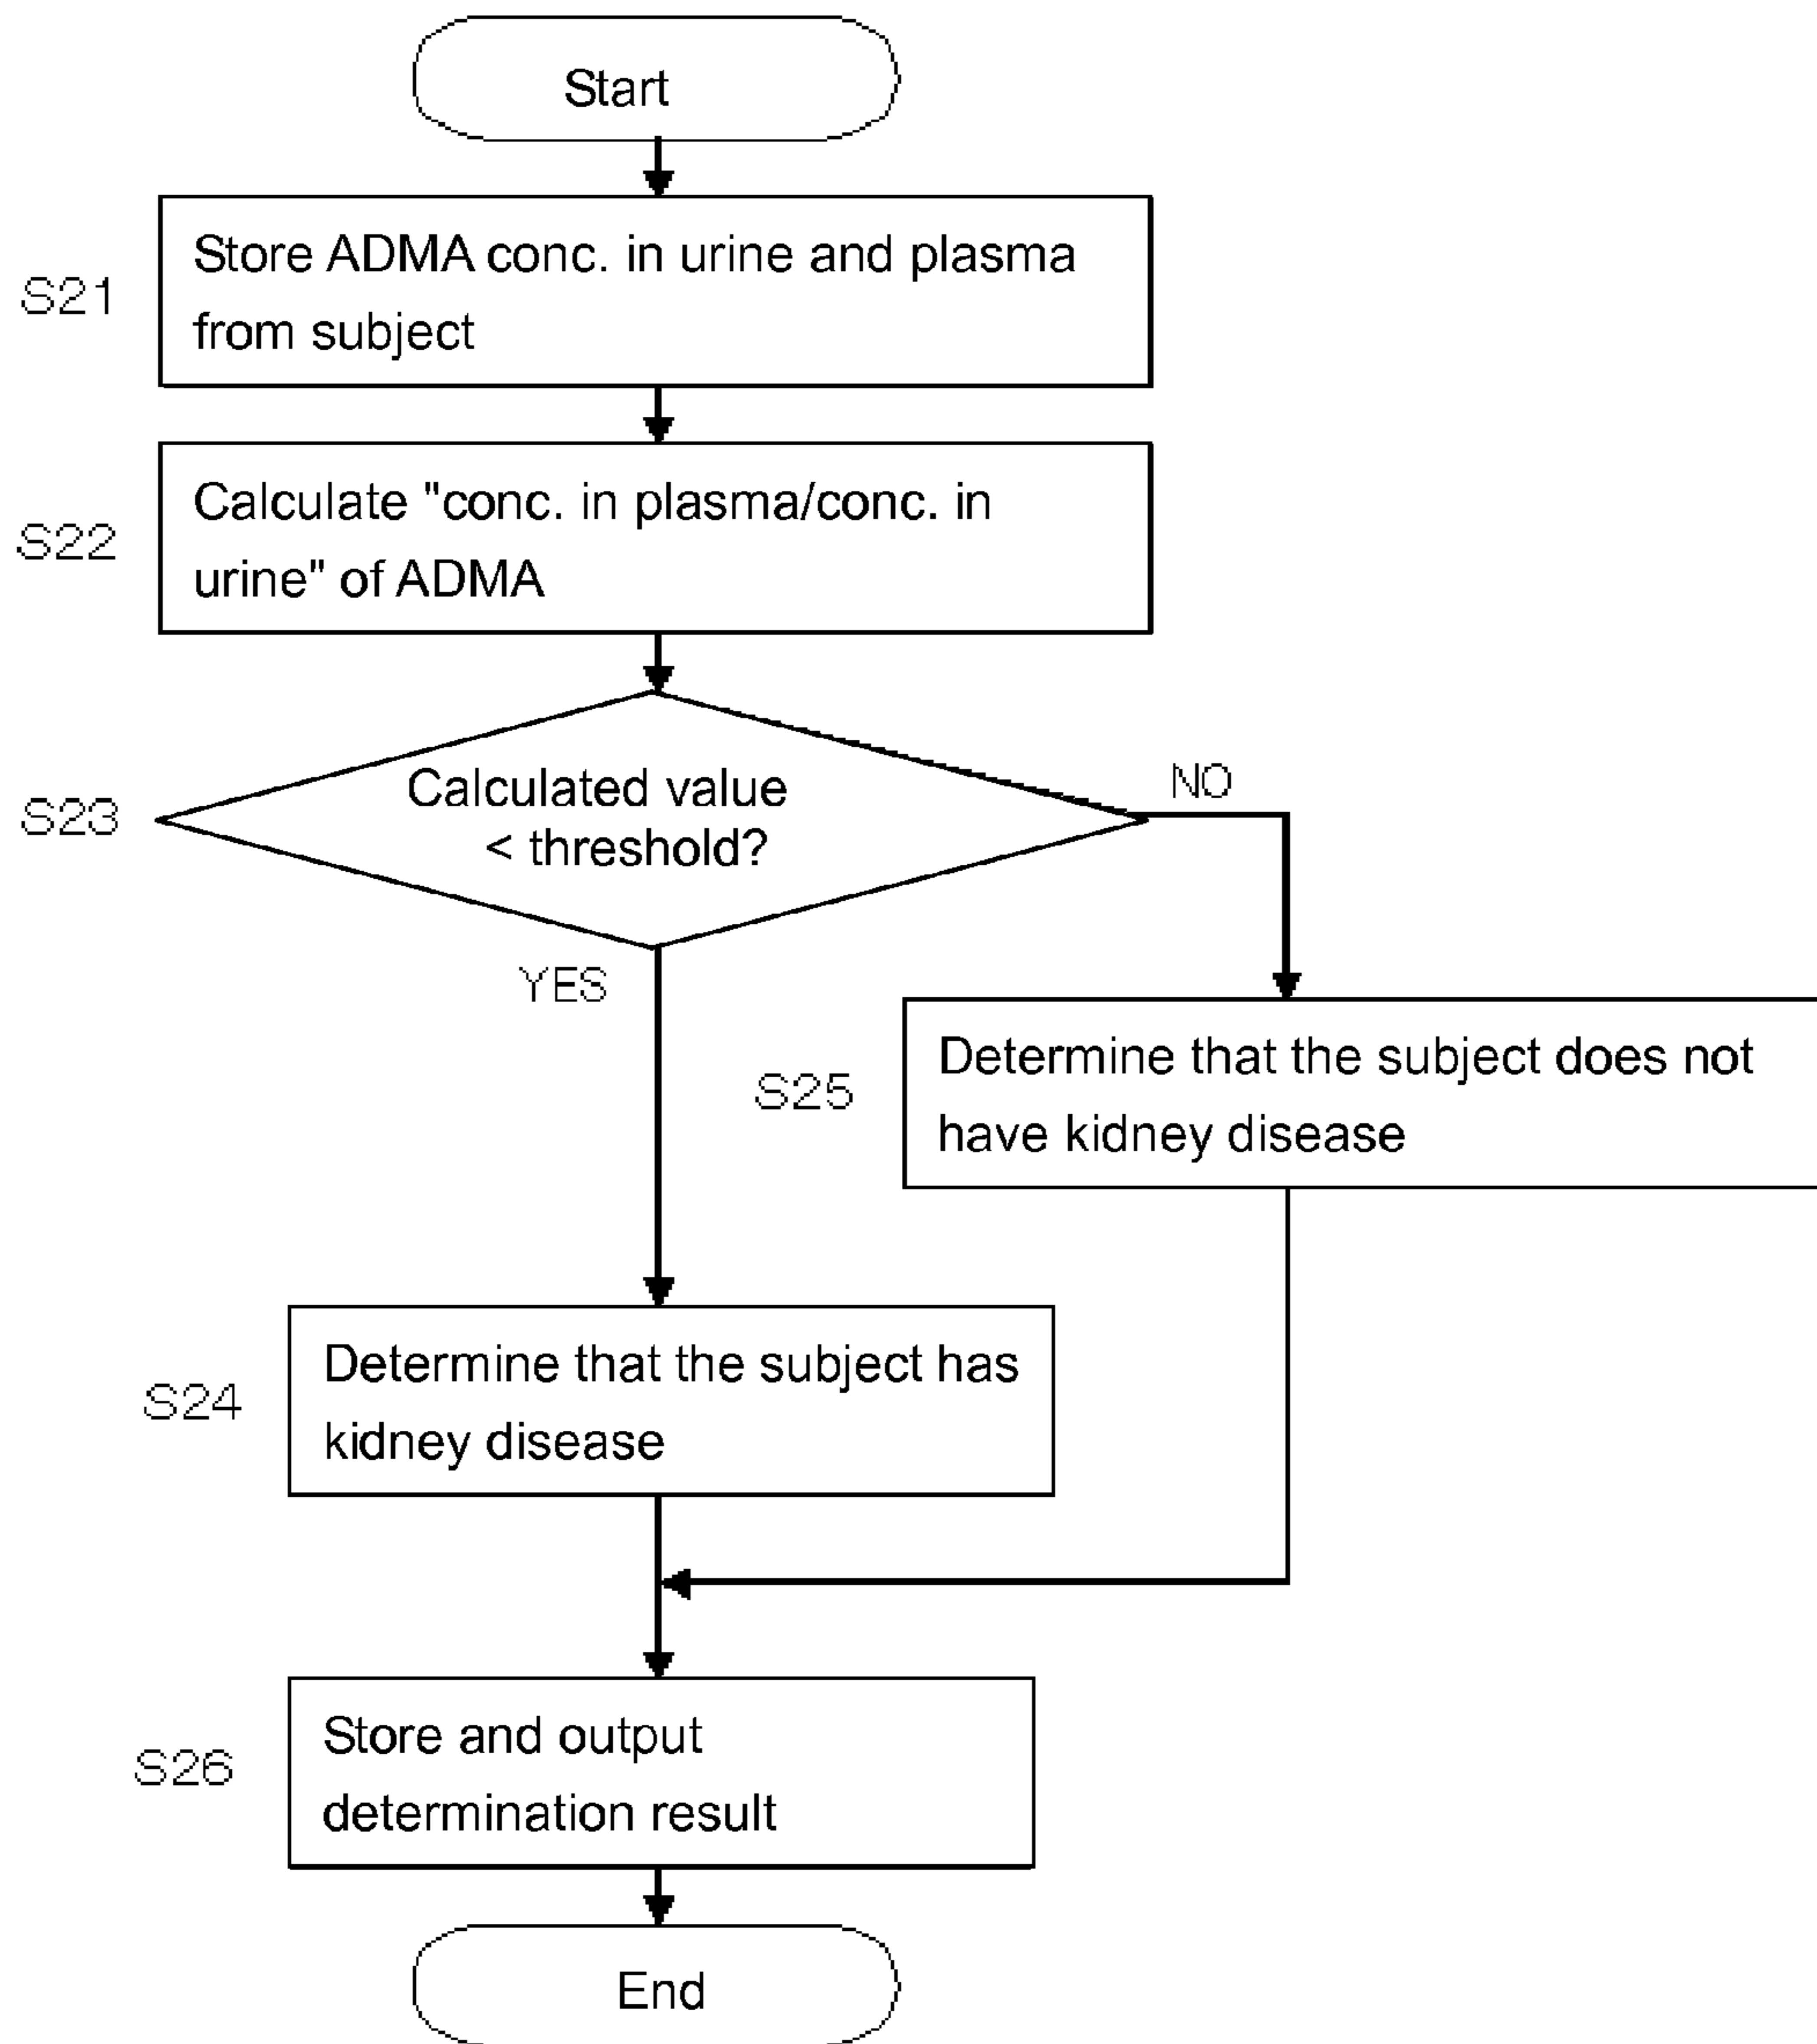 Start
S21
Store ADMA conc. in urine and plasma
from subject
S22
Calculate "conc. in plasma/conc. in
urine" of ADMA
S23
Calculated value
< threshold?
NO
YES
S25
Determine that the subject does not
have kidney disease
S24
Determine that the subject has
kidney disease
S26
Store and output
determination result
End